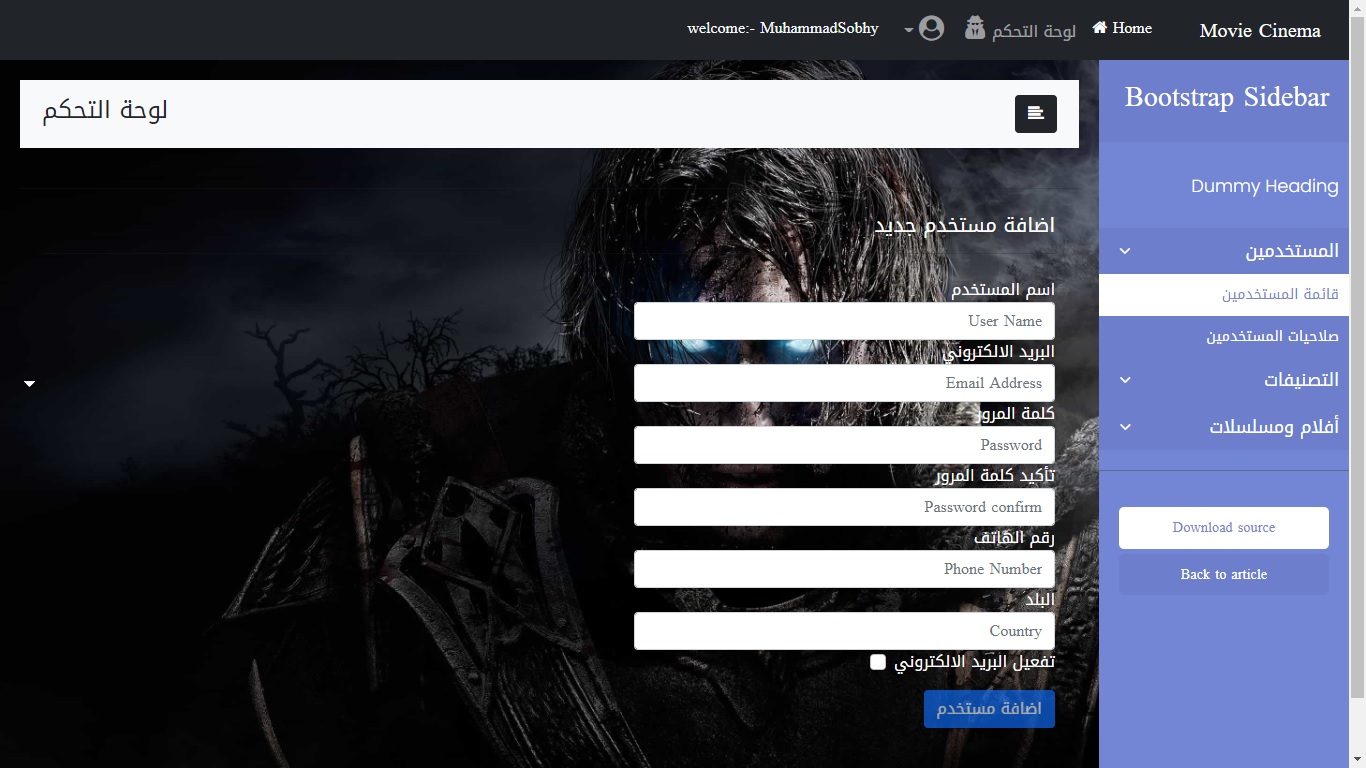 Movie Cinema
Home
لوحة التحكم
welcome:- MuhammadSobhy
Bootstrap Sidebar
Dummy Heading
المستخدمين
قائمة المستخدمين
صلاحيات المستخدمين
التصنيفات
أفلام ومسلسلات
Download source
Back to article
لوحة التحكم
اضافة مستخدم جديد
اسم المستخدم
User Name
البريد الالكتروني
Email Address
كلمة المرور
Password
تأكيد كلمة المرور
Password confirm
رقم الهاتف
Phone Number
البلد
Country
تفعيل البريد الالكتروني
اضافة مستخدم